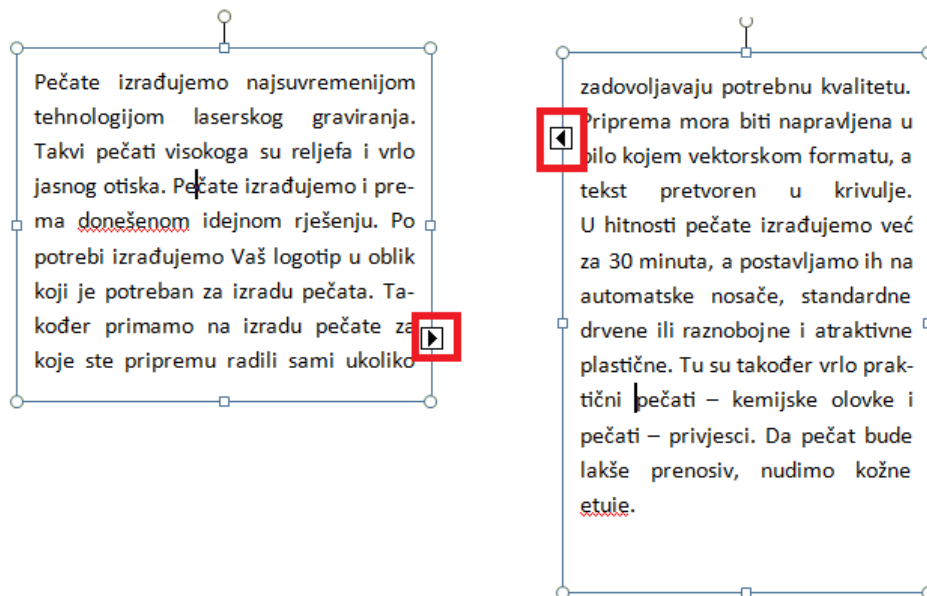 Pečate izrađujemo najsuvremenijom
tehnologijom laserskog graviranja.
Takvi pečati visokoga su reljefa i vrlo
jasnog otiska. Pečate izrađujemo i pre-
ma donešenom idejnom rješenju. Po
potrebi izrađujemo Vaš logotip u oblik
koji je potreban za izradu pečata. Ta-
kođer primamo na izradu pečate za
koje ste pripremu radili sami ukoliko
zadovoljavaju potrebnu kvalitetu.
Priprema mora biti napravljena u
bilo kojem vektorskom formatu, a
tekst pretvoren u krivulje.
U hitnosti pečate izrađujemo već
za 30 minuta, a postavljamo ih na
automatske nosače, standardne
drvene ili raznobojne i atraktivne
plastične. Tu su također vrlo prak-
tični pečati – kemijske olovke i
pečati – privjesci. Da pečat bude
lakše prenosiv, nudimo kožne
etuie.